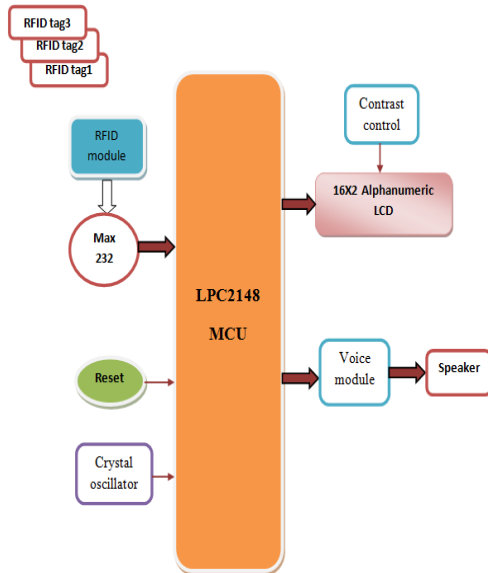 RFID tag3
RFID tag2
RFID tag1
RFID
module
Max
232
Reset
Crystal
oscillator
LPC2148
MCU
Contrast
control
16X2 Alphanumeric
LCD
Voice
module
Speaker